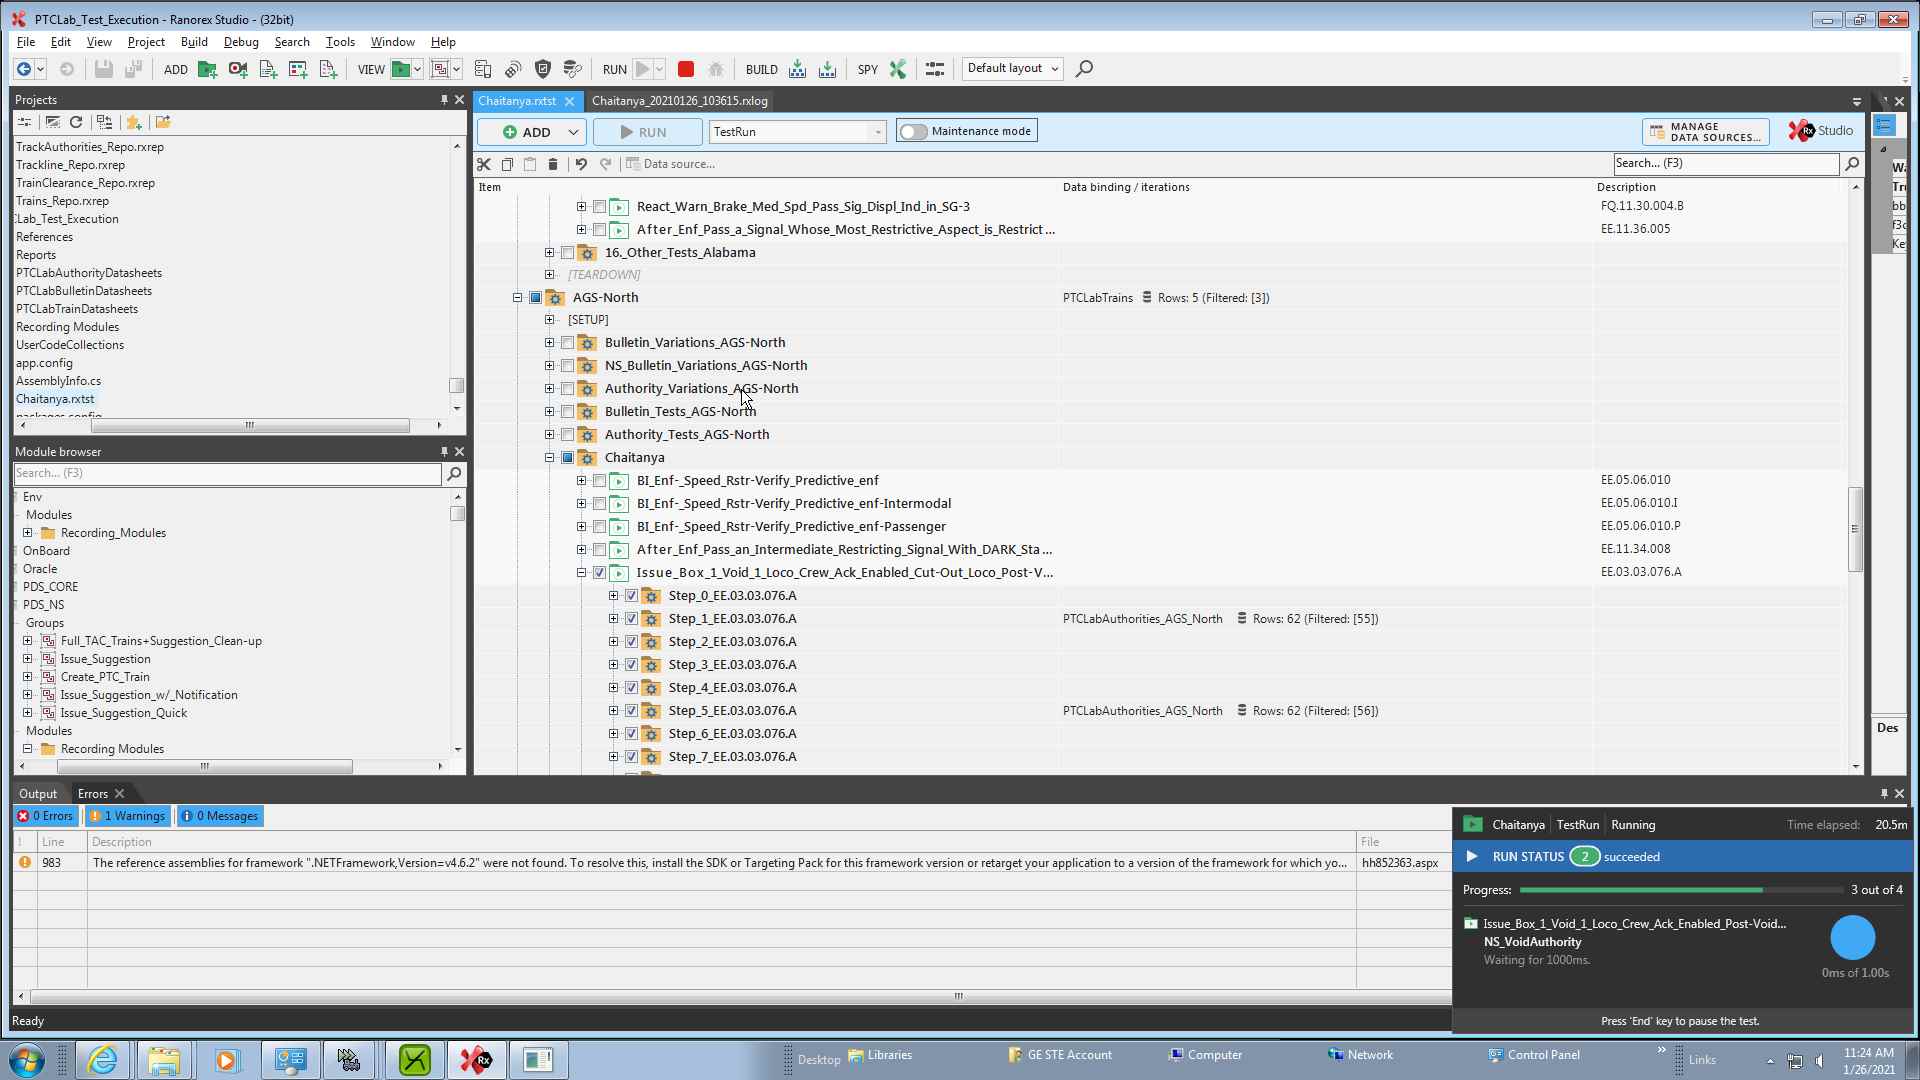 PTCLab_Test_Execution - Ranorex Studio - (32bit)
File Edit View Project Build Debug Search Tools Window Help
ADD VIEW RUN BUILD SPY Default layout
Projects
TrackAuthorities_Repo.rxrep
Trackline_Repo.rxrep
TrainClearance_Repo.rxrep
Trains_Repo.rxrep
Lab_Test_Execution
References
Reports
PTCLabAuthorityDatasheets
PTCLabBulletinDatasheets
PTCLabTrainDatasheets
Recording Modules
UserCodeCollections
app.config
AssemblyInfo.cs
Chaitanya.rxtst
packages.config
Module browser
Search... (F3)
Env
Modules
Recording_Modules
OnBoard
Oracle
PDS_CORE
PDS_NS
Groups
Full_TAC_Trains+Suggestion_Clean-up
Issue_Suggestion
Create_PTC_Train
Issue_Suggestion_w/_Notification
Issue_Suggestion_Quick
Modules
Recording Modules
Chaitanya.rxtst Chaitanya_20210126_103615.rxlog
ADD RUN TestRun Maintenance mode MANAGE DATA SOURCES... Rx Studio
Data source... Search... (F3)
Item Data binding / iterations Description
React_Warn_Brake_Med_Spd_Pass_Sig_Displ_Ind_in_SG-3 FQ.11.30.004.B
After_Enf_Pass_a_Signal_Whose_Most_Restrictive_Aspect_is_Restrict ... EE.11.36.005
16._Other_Tests_Alabama
[TEARDOWN]
AGS-North PTCLabTrains Rows: 5 (Filtered: [3])
[SETUP]
Bulletin_Variations_AGS-North
NS_Bulletin_Variations_AGS-North
Authority_Variations_AGS-North
Bulletin_Tests_AGS-North
Authority_Tests_AGS-North
Chaitanya
BI_Enf-_Speed_Rstr-Verify_Predictive_enf EE.05.06.010
BI_Enf-_Speed_Rstr-Verify_Predictive_enf-Intermodal EE.05.06.010.I
BI_Enf-_Speed_Rstr-Verify_Predictive_enf-Passenger EE.05.06.010.P
After_Enf_Pass_an_Intermediate_Restricting_Signal_With_DARK_Sta ... EE.11.34.008
Issue_Box_1_Void_1_Loco_Crew_Ack_Enabled_Cut-Out_Loco_Post-V... EE.03.03.076.A
Step_0_EE.03.03.076.A
Step_1_EE.03.03.076.A PTCLabAuthorities_AGS_North Rows: 62 (Filtered: [55])
Step_2_EE.03.03.076.A
Step_3_EE.03.03.076.A
Step_4_EE.03.03.076.A
Step_5_EE.03.03.076.A PTCLabAuthorities_AGS_North Rows: 62 (Filtered: [56])
Step_6_EE.03.03.076.A
Step_7_EE.03.03.076.A
Des
Output Errors
0 Errors 1 Warnings 0 Messages
! Line Description File
983 The reference assemblies for framework ".NETFramework,Version=v4.6.2" were not found. To resolve this, install the SDK or Targeting Pack for this framework version or retarget your application to a version of the framework for which yo... hh852363.aspx
Chaitanya TestRun Running Time elapsed: 20.5m
RUN STATUS 2 succeeded
Progress: 3 out of 4
Issue_Box_1_Void_1_Loco_Crew_Ack_Enabled_Post-Void...
NS_VoidAuthority
Waiting for 1000ms.
0ms of 1.00s
Press 'End' key to pause the test.
Ready
Desktop Libraries GE STE Account Computer Network Control Panel » Links
11:24 AM
1/26/2021